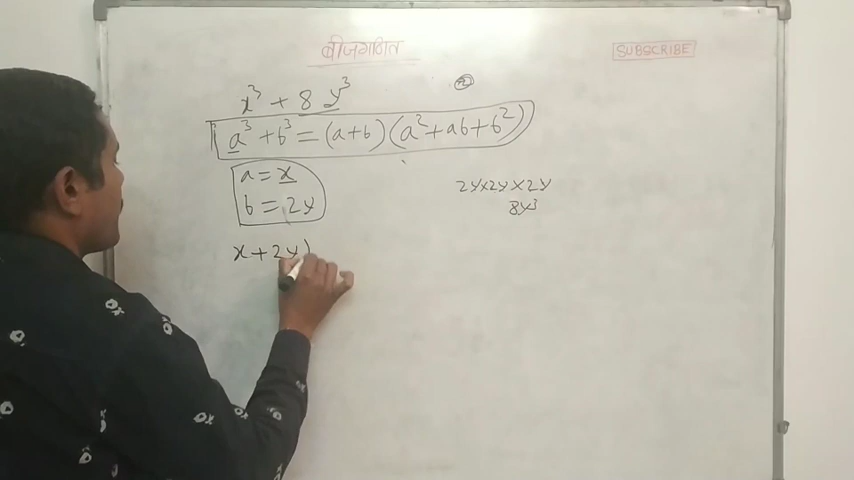 बीजगणित
SUBSCRIBE
②
x³ + 8y³
a³ + b³ = (a+b) (a² + ab + b²)
a = x
b = 2y
2y×2y×2y
8y³
x + 2y)